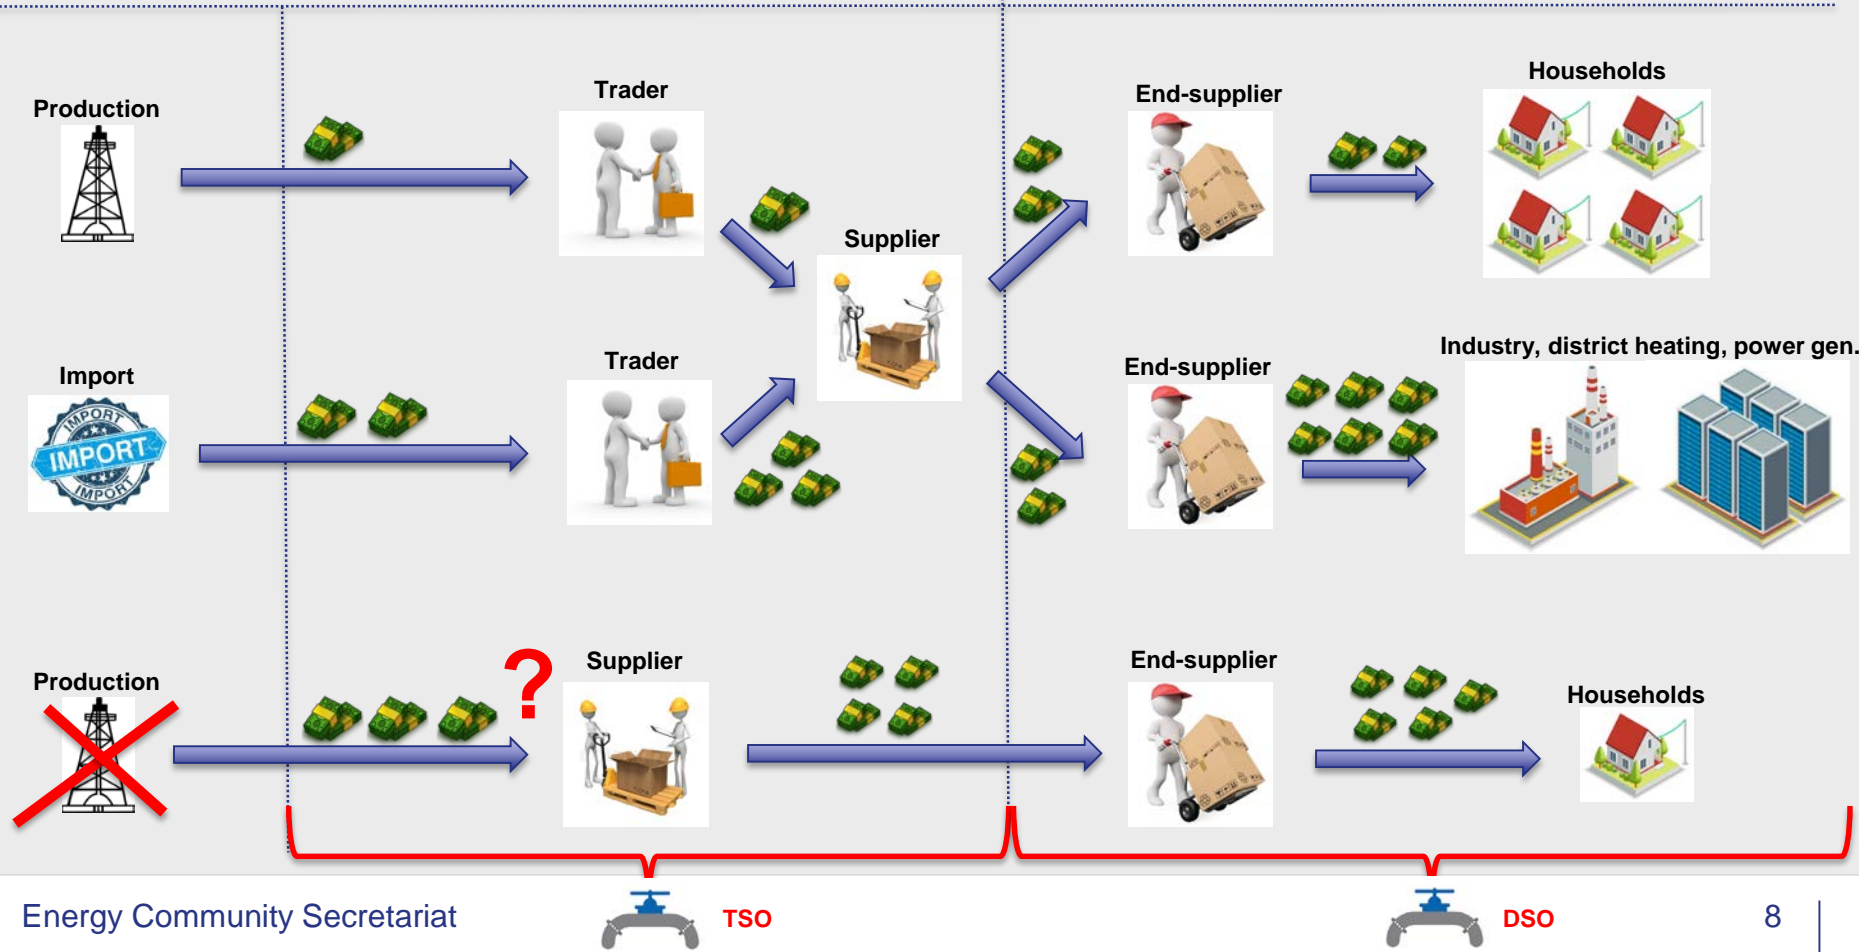 Households
Trader
End-supplier
Production
Supplier
Industry, district heating, power gen.
Trader
End-supplier
Import
IMPORT
IMPORT
IMPORT
Supplier
End-supplier
Production
?
Households
Energy Community Secretariat
TSO
DSO
8